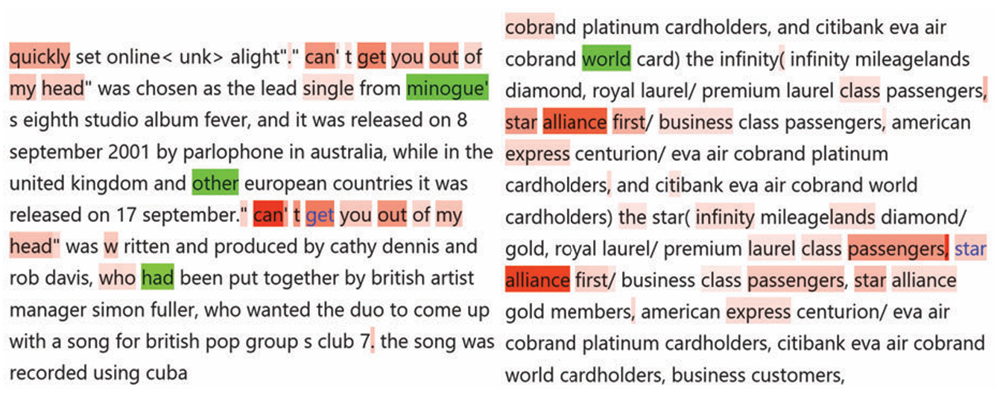 quickly set online< unk> alight"." can' t get you out of
my head" was chosen as the lead single from minogue'
s eighth studio album fever, and it was released on 8
september 2001 by parlophone in australia, while in the
united kingdom and other european countries it was
released on 17 september." can' t get you out of my
head" was w ritten and produced by cathy dennis and
rob davis, who had been put together by british artist
manager simon fuller, who wanted the duo to come up
with a song for british pop group s club 7. the song was
recorded using cuba
cobrand platinum cardholders, and citibank eva air
cobrand world card) the infinity( infinity mileagelands
diamond, royal laurel/ premium laurel class passengers,
star alliance first/ business class passengers, american
express centurion/ eva air cobrand platinum
cardholders, and citibank eva air cobrand world
cardholders) the star( infinity mileagelands diamond/
gold, royal laurel/ premium laurel class passengers, star
alliance first/ business class passengers, star alliance
gold members, american express centurion/ eva air
cobrand platinum cardholders, citibank eva air cobrand
world cardholders, business customers,